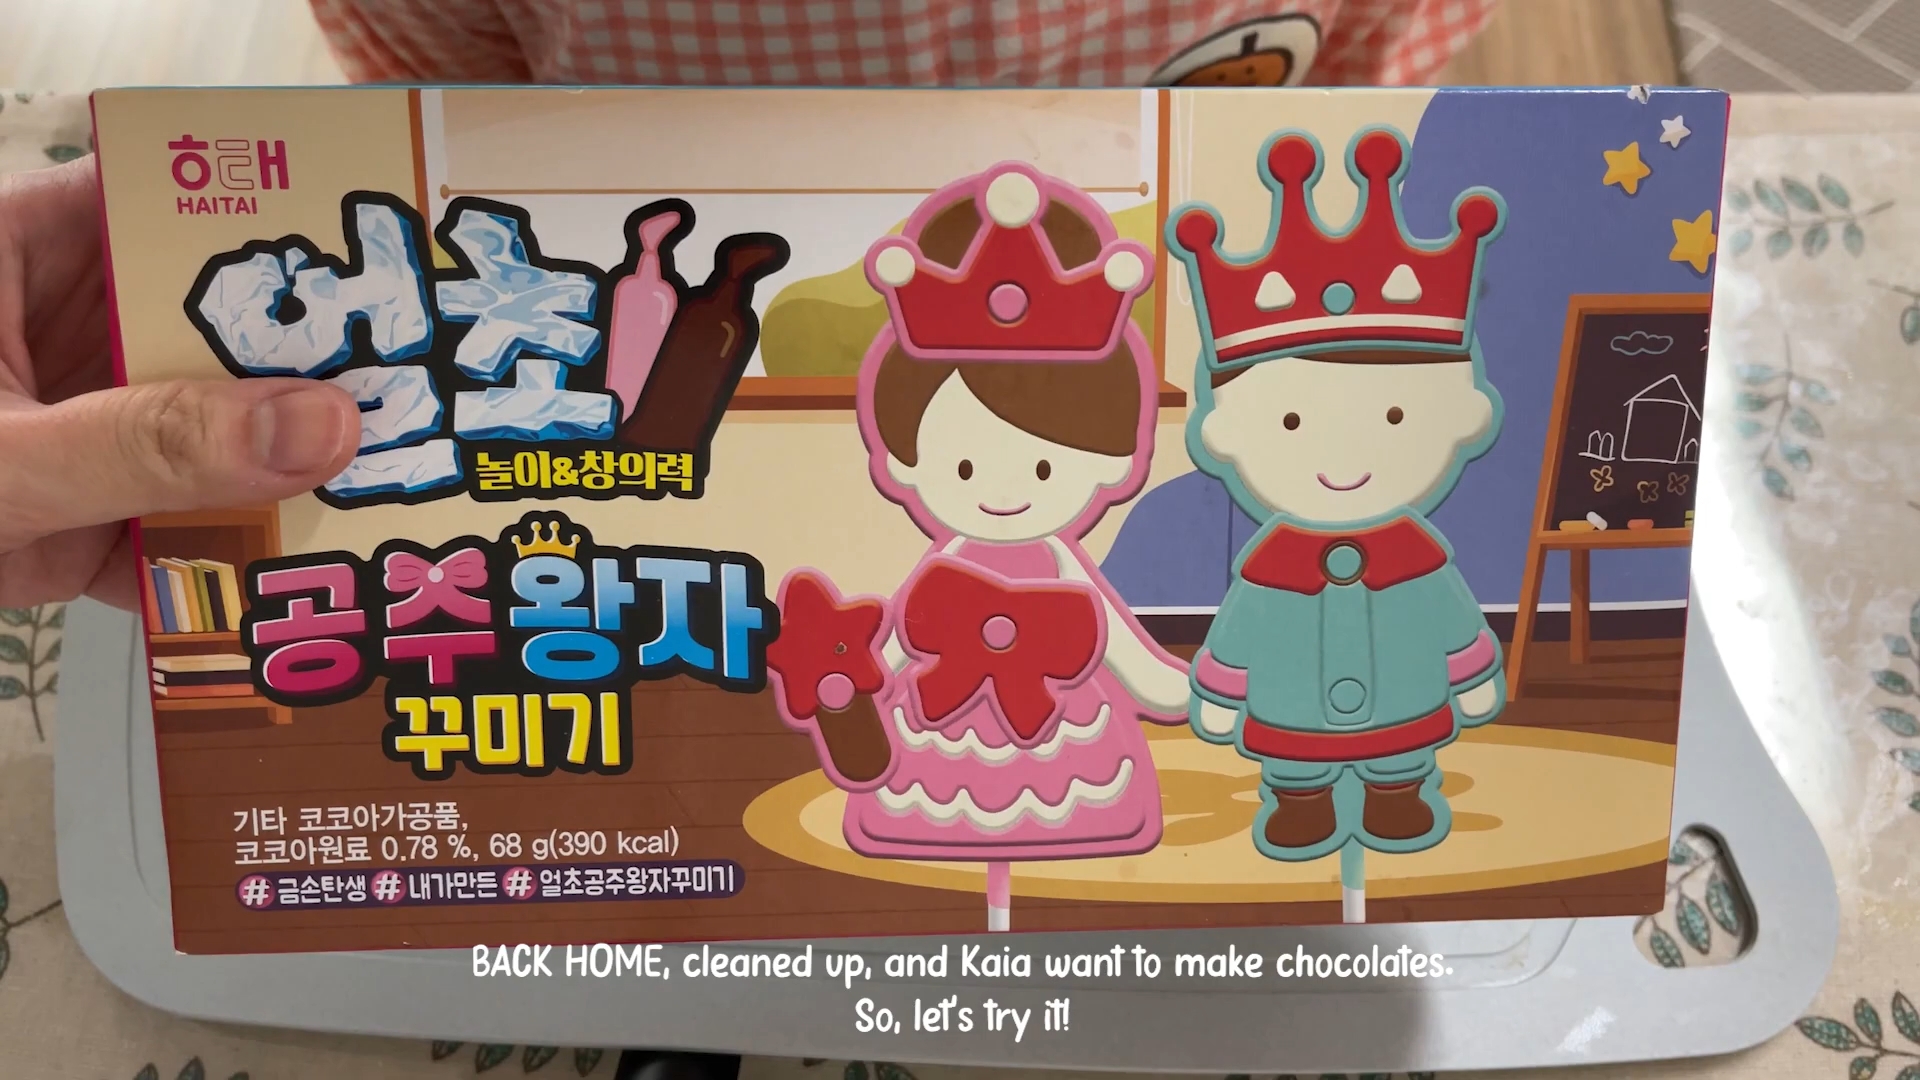 해태
HAITAI
얼초
놀이&창의력
공주왕자
꾸미기
기타 코코아가공품,
코코아원료 0.78 %, 68 g(390 kcal)
# 금손탄생 # 내가만든 # 얼초공주왕자꾸미기
BACK HOME, cleaned up, and Kaia want to make chocolates.
So, let's try it!